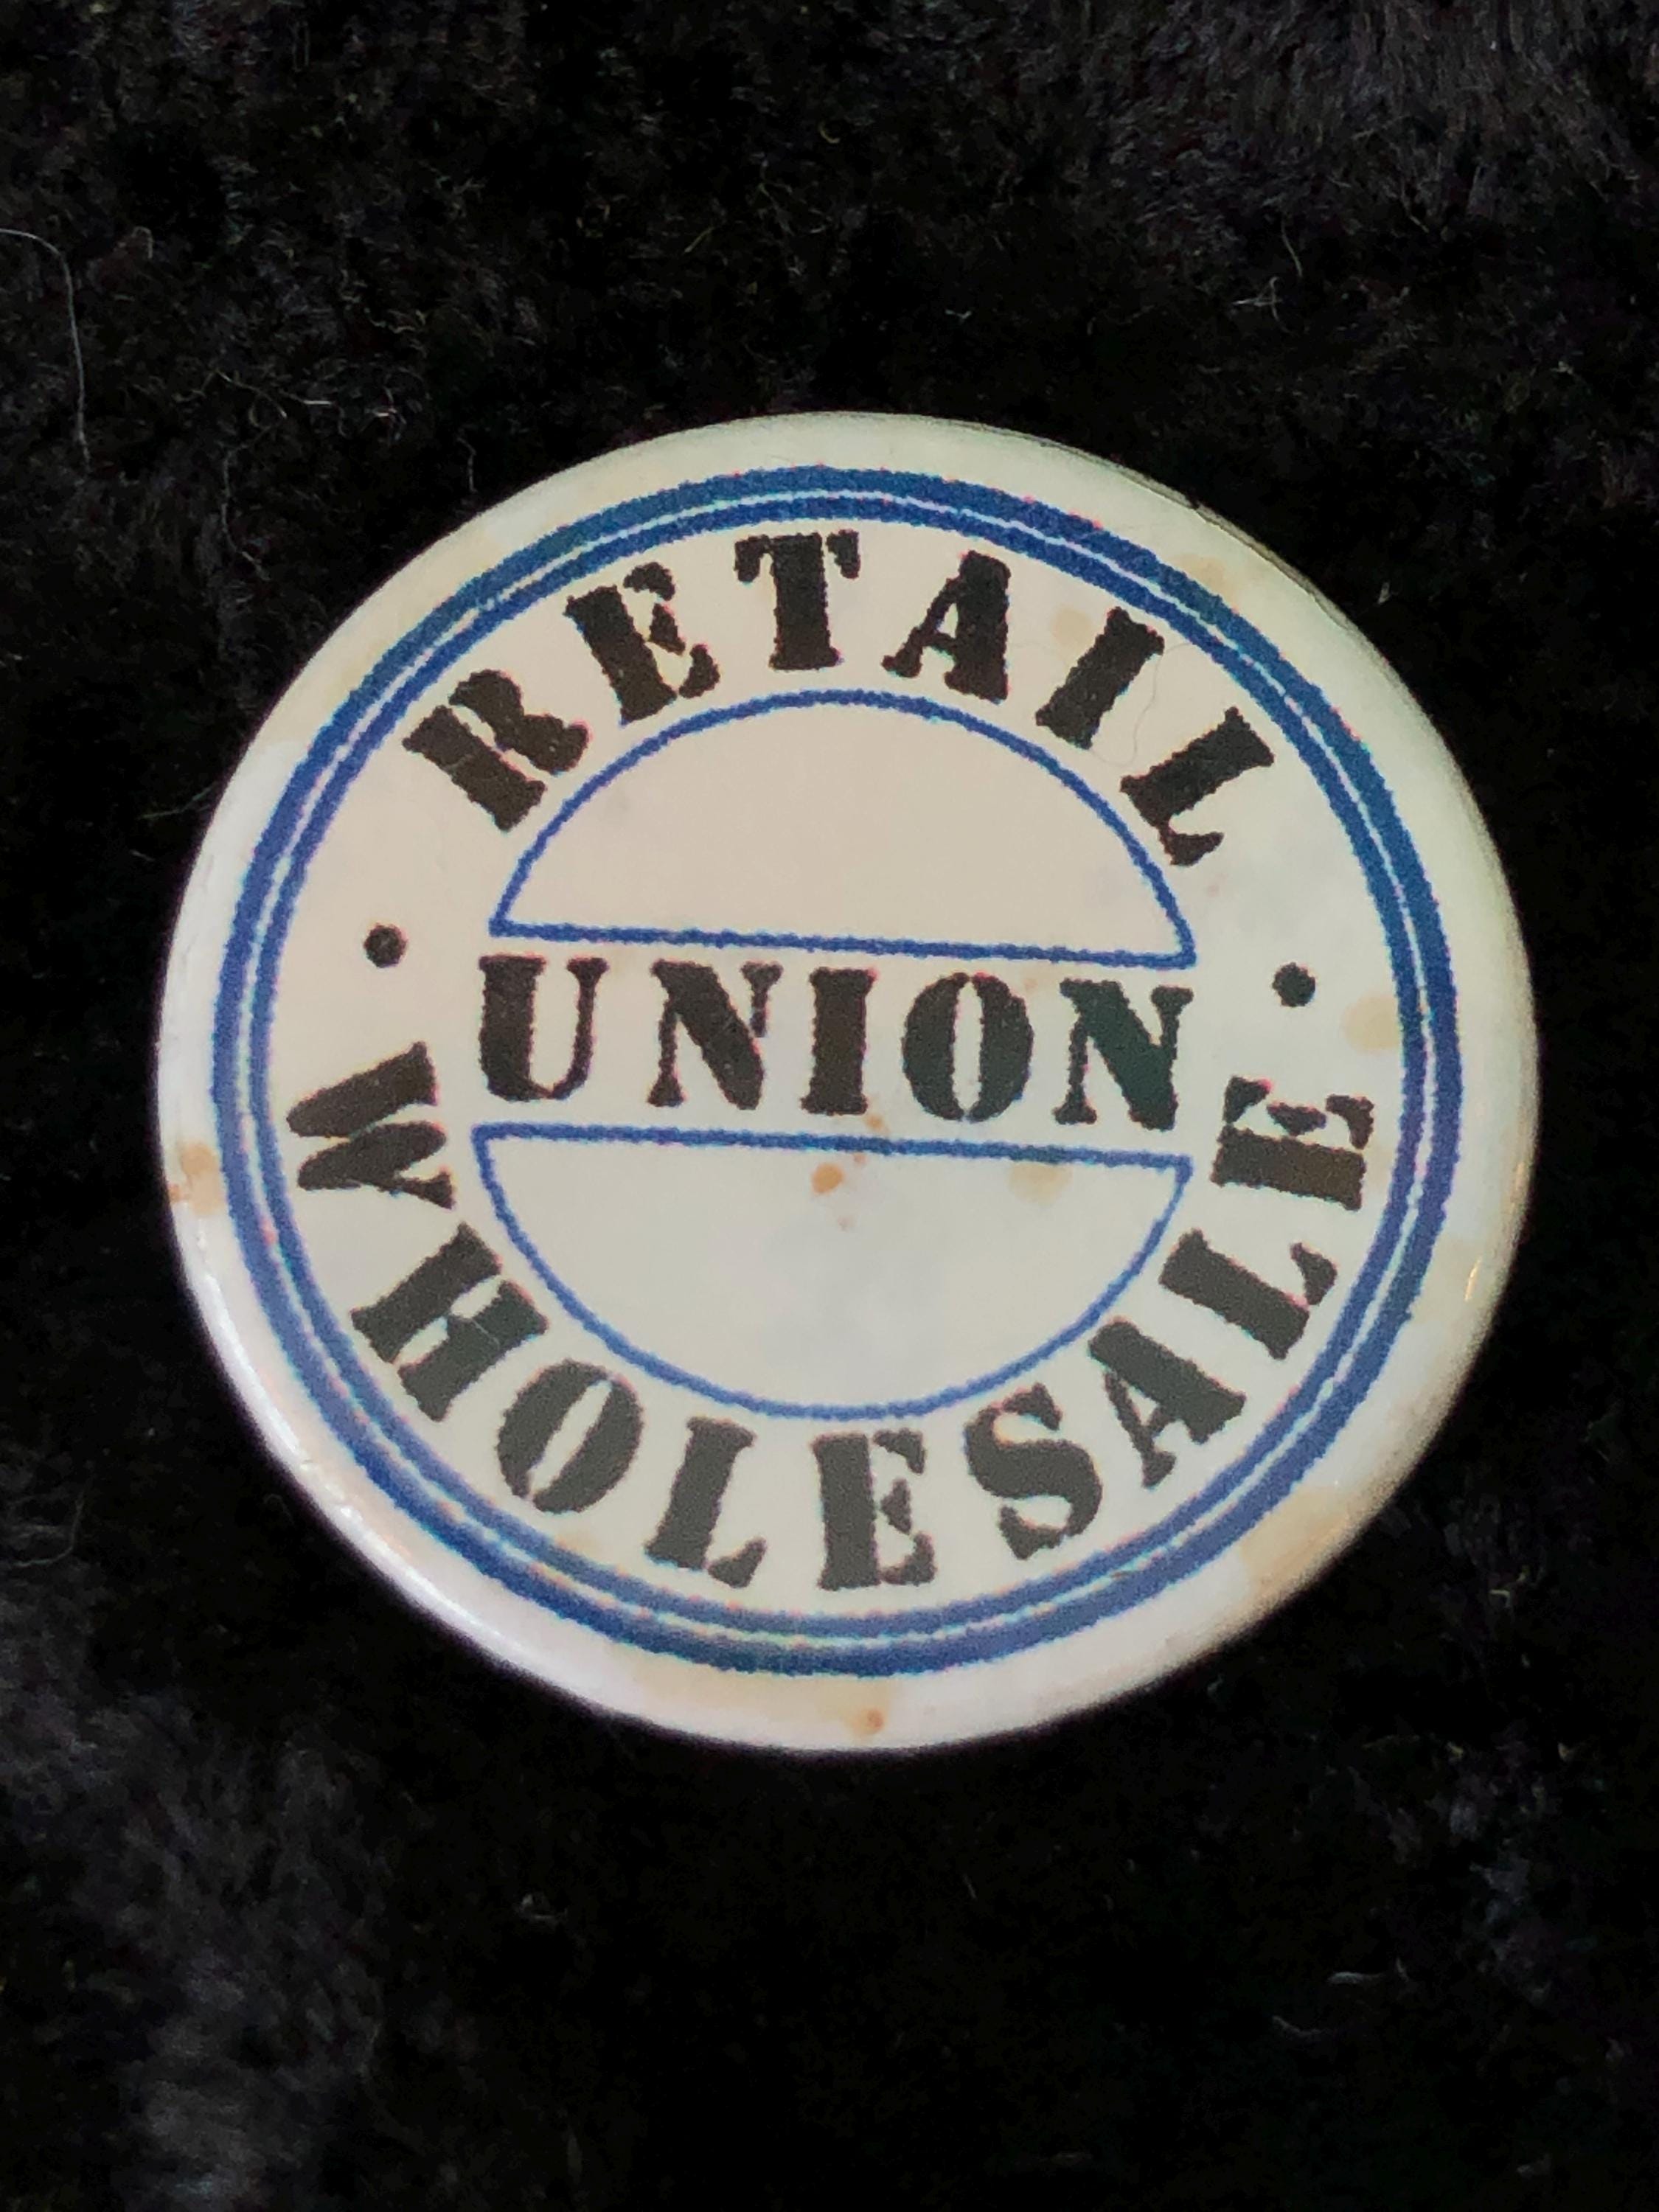 RETAIL
• UNION •
WHOLESALE